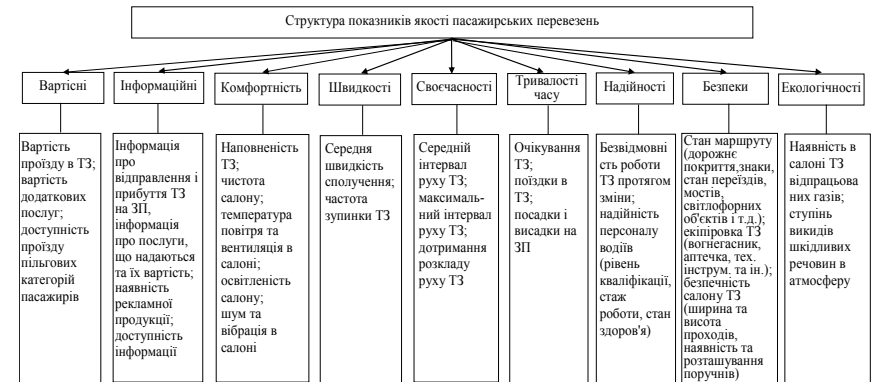 Структура показників якості пасажирських перевезень
Вартісні
Інформаційні
Комфортність
Швидкості
Своєчасності
Тривалості
часу
Надійності
Безпеки
Екологічності
Вартість
проїзду в ТЗ;
вартість
додаткових
послуг;
доступність
проїзду
пільгових
категорій
пасажирів
Інформація
про
відправлення і
прибуття ТЗ
на ЗП,
інформація
про послуги,
що надаються
та їх вартість;
наявність
рекламної
продукції;
доступність
інформації
Наповненість
ТЗ;
чистота
салону;
температура
повітря та
вентиляція в
салоні;
освітленість
салону;
шум та
вібрація в
салоні
Середня
швидкість
сполучення;
частота
зупинки ТЗ
Середній
інтервал
руху ТЗ;
максималь-
ний інтервал
руху ТЗ;
дотримання
розкладу
руху ТЗ
Очікування
ТЗ;
поїздки в
ТЗ;
посадки і
висадки на
ЗП
Безвідмовні
сть роботи
ТЗ протягом
зміни;
надійність
персоналу
водіїв
(рівень
кваліфікації,
стаж
роботи, стан
здоров'я)
Стан маршруту
(дорожнє
покриття,знаки,
стан переїздів,
мостів,
світлофорних
об'єктів і т.д.);
екіпіровка ТЗ
(вогнегасник,
аптечка, тех.
інструм. та ін.);
безпечність
салону ТЗ
(ширина та
висота
проходів,
наявність та
розташування
поручнів)
Наявність в
салоні ТЗ
відпрацьова
них газів;
ступінь
викидів
шкідливих
речовин в
атмосферу